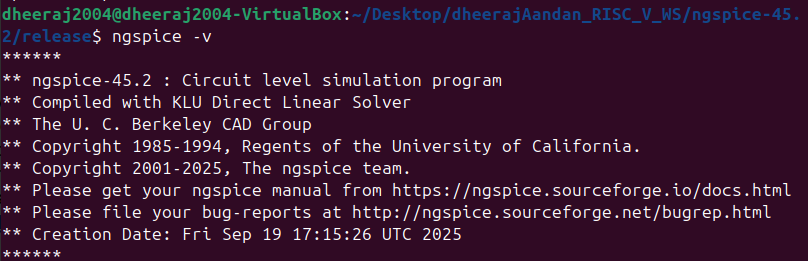 dheeraj2004@dheeraj2004-VirtualBox:~/Desktop/dheerajAandan_RISC_V_WS/ngspice-45.
2/release$ ngspice -v
******
** ngspice-45.2 : Circuit level simulation program
** Compiled with KLU Direct Linear Solver
** The U. C. Berkeley CAD Group
** Copyright 1985-1994, Regents of the University of California.
** Copyright 2001-2025, The ngspice team.
** Please get your ngspice manual from https://ngspice.sourceforge.io/docs.html
** Please file your bug-reports at http://ngspice.sourceforge.net/bugrep.html
** Creation Date: Fri Sep 19 17:15:26 UTC 2025
******